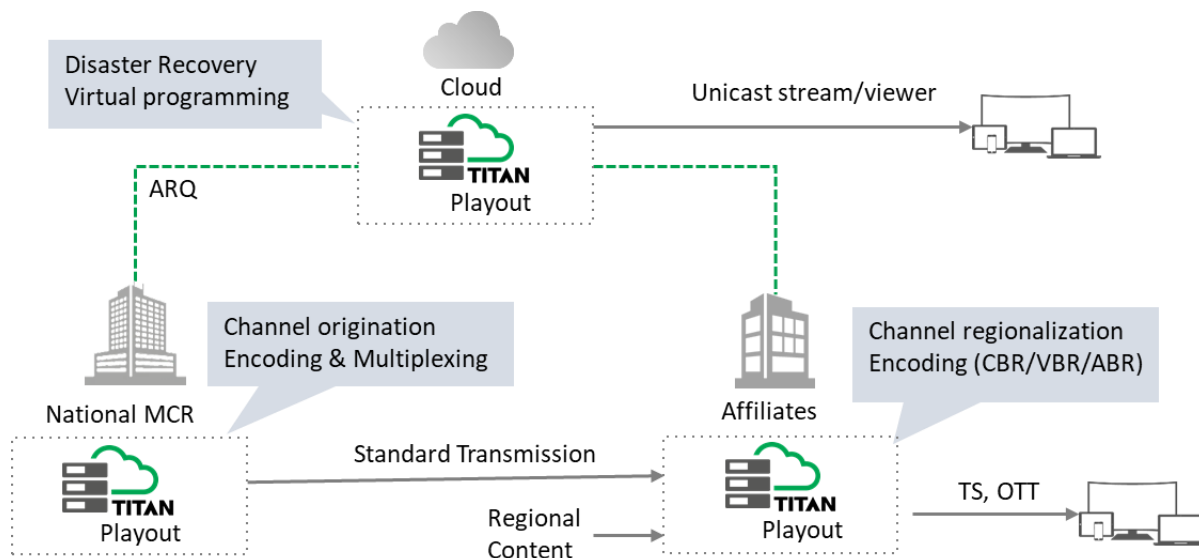 Disaster Recovery
Virtual programming
Cloud
TITAN
Playout
Unicast stream/viewer
ARQ
Channel origination
Encoding & Multiplexing
Channel regionalization
Encoding (CBR/VBR/ABR)
National MCR
Affiliates
TITAN
Playout
Standard Transmission
Regional
Content
TITAN
Playout
TS, OTT